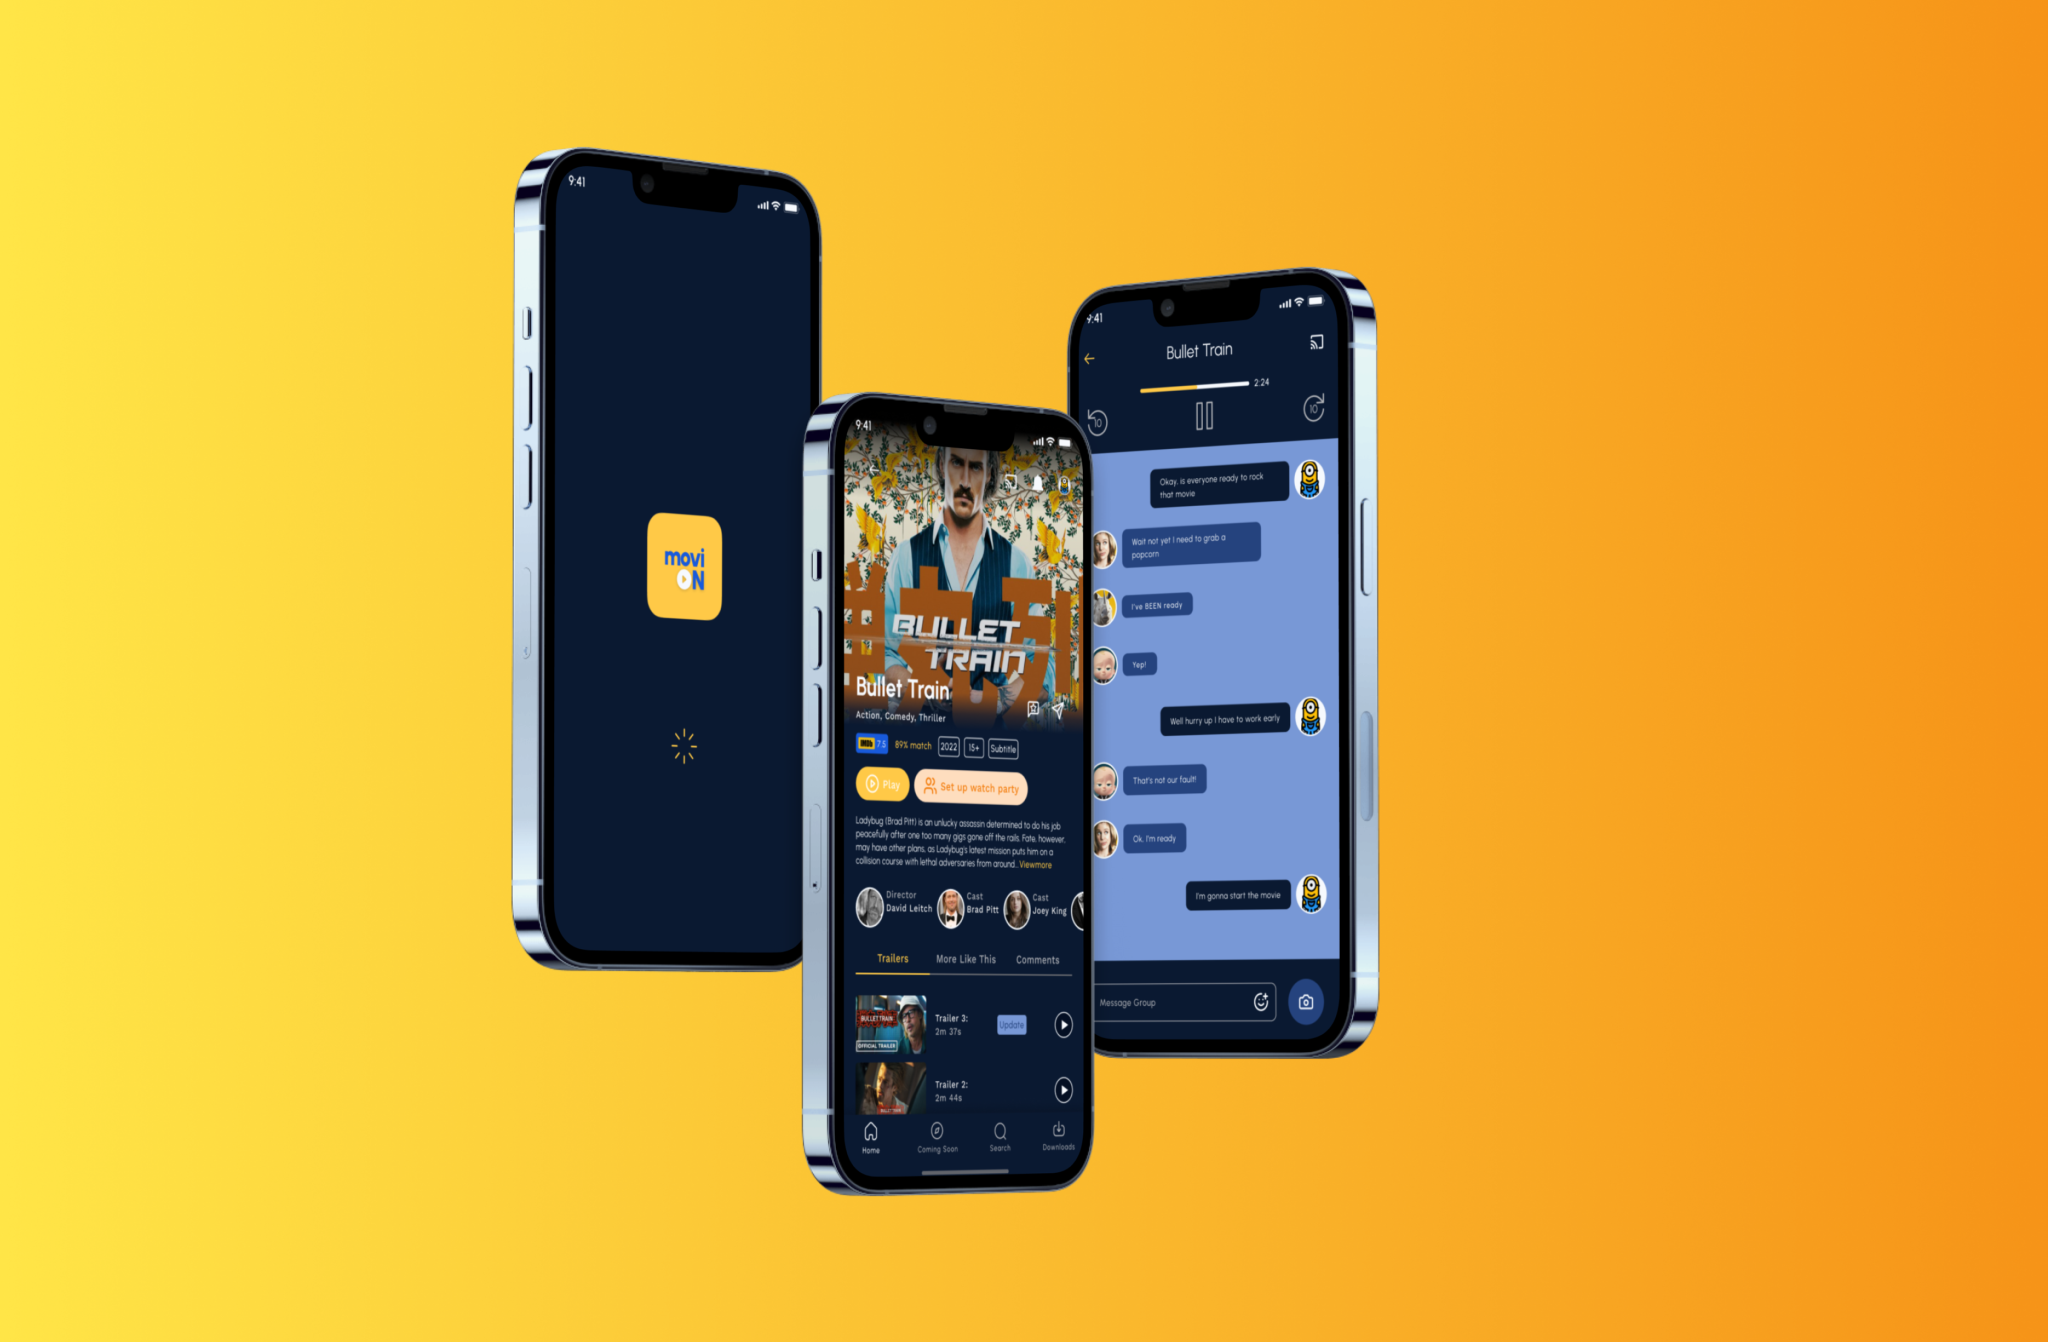 9:41
movi
ON
9:41
BULLET
TRAIN
Bullet Train
Action, Comedy, Thriller
7.5
89% match
2022
15+
Subtitle
Play
Set up watch party
Ladybug (Brad Pitt) is an unlucky assassin determined to do his job
peacefully after one too many gigs gone off the rails. Fate, however,
may have other plans, as Ladybug's latest mission puts him on a
collision course with lethal adversaries from around... Viewmore
Director
David Leitch
Cast
Brad Pitt
Cast
Joey King
Trailers
More Like This
Comments
BULLET TRAIN
OFFICIAL TRAILER
Trailer 3:
2m 37s
Update
Trailer 2:
2m 44s
BULLET TRAIN
Home
Coming Soon
Search
Downloads
9:41
Bullet Train
2:24
10
10
Okay, is everyone ready to rock
that movie
Wait not yet I need to grab a
popcorn
I've BEEN ready
Yep!
Well hurry up I have to work early
That's not our fault!
Ok, I'm ready
I'm gonna start the movie
Message Group